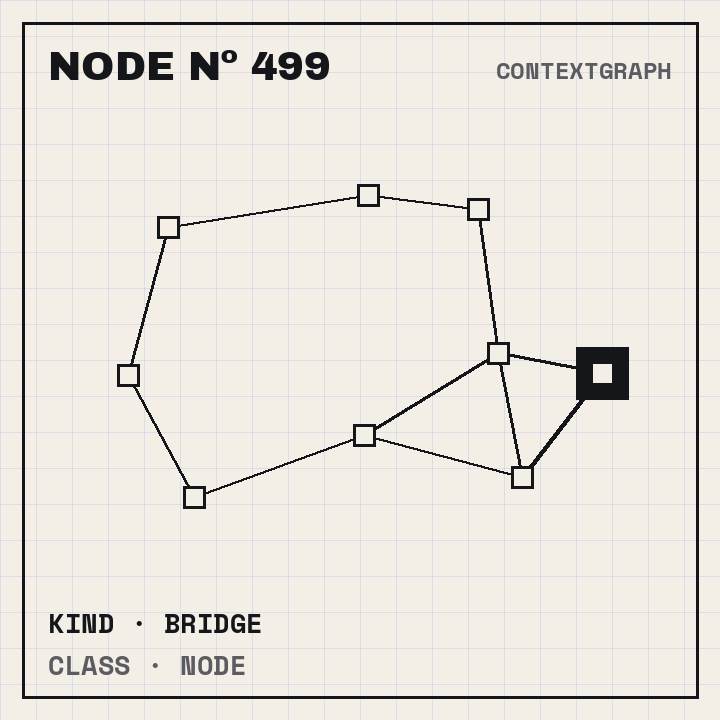 NODE Nº 499
CONTEXTGRAPH
KIND · BRIDGE
CLASS · NODE